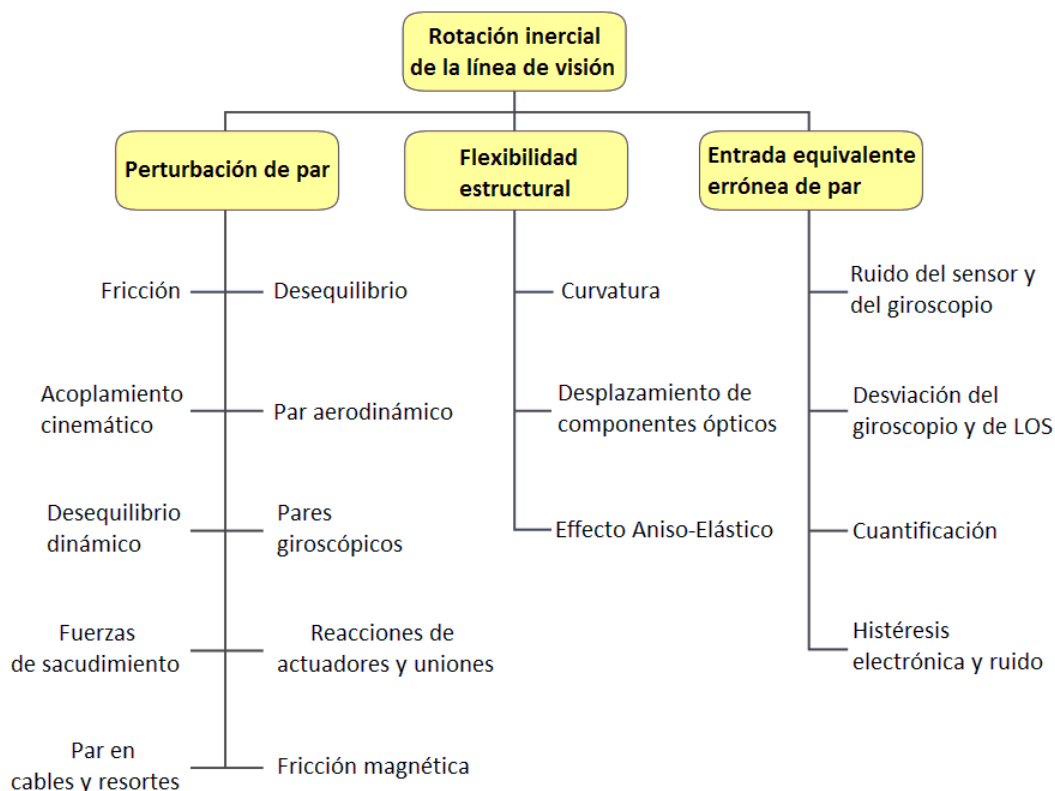 Rotación inercial
de la línea de visión
Perturbación de par
Flexibilidad
estructural
Entrada equivalente
errónea de par
Fricción
Desequilibrio
Acoplamiento
cinemático
Par aerodinámico
Desequilibrio
dinámico
Pares
giroscópicos
Fuerzas
de sacudimiento
Reacciones de
actuadores y uniones
Par en
cables y resortes
Fricción magnética
Curvatura
Desplazamiento de
componentes ópticos
Effecto Aniso-Elástico
Ruido del sensor y
del giroscopio
Desviación del
giroscopio y de LOS
Cuantificación
Histéresis
electrónica y ruido